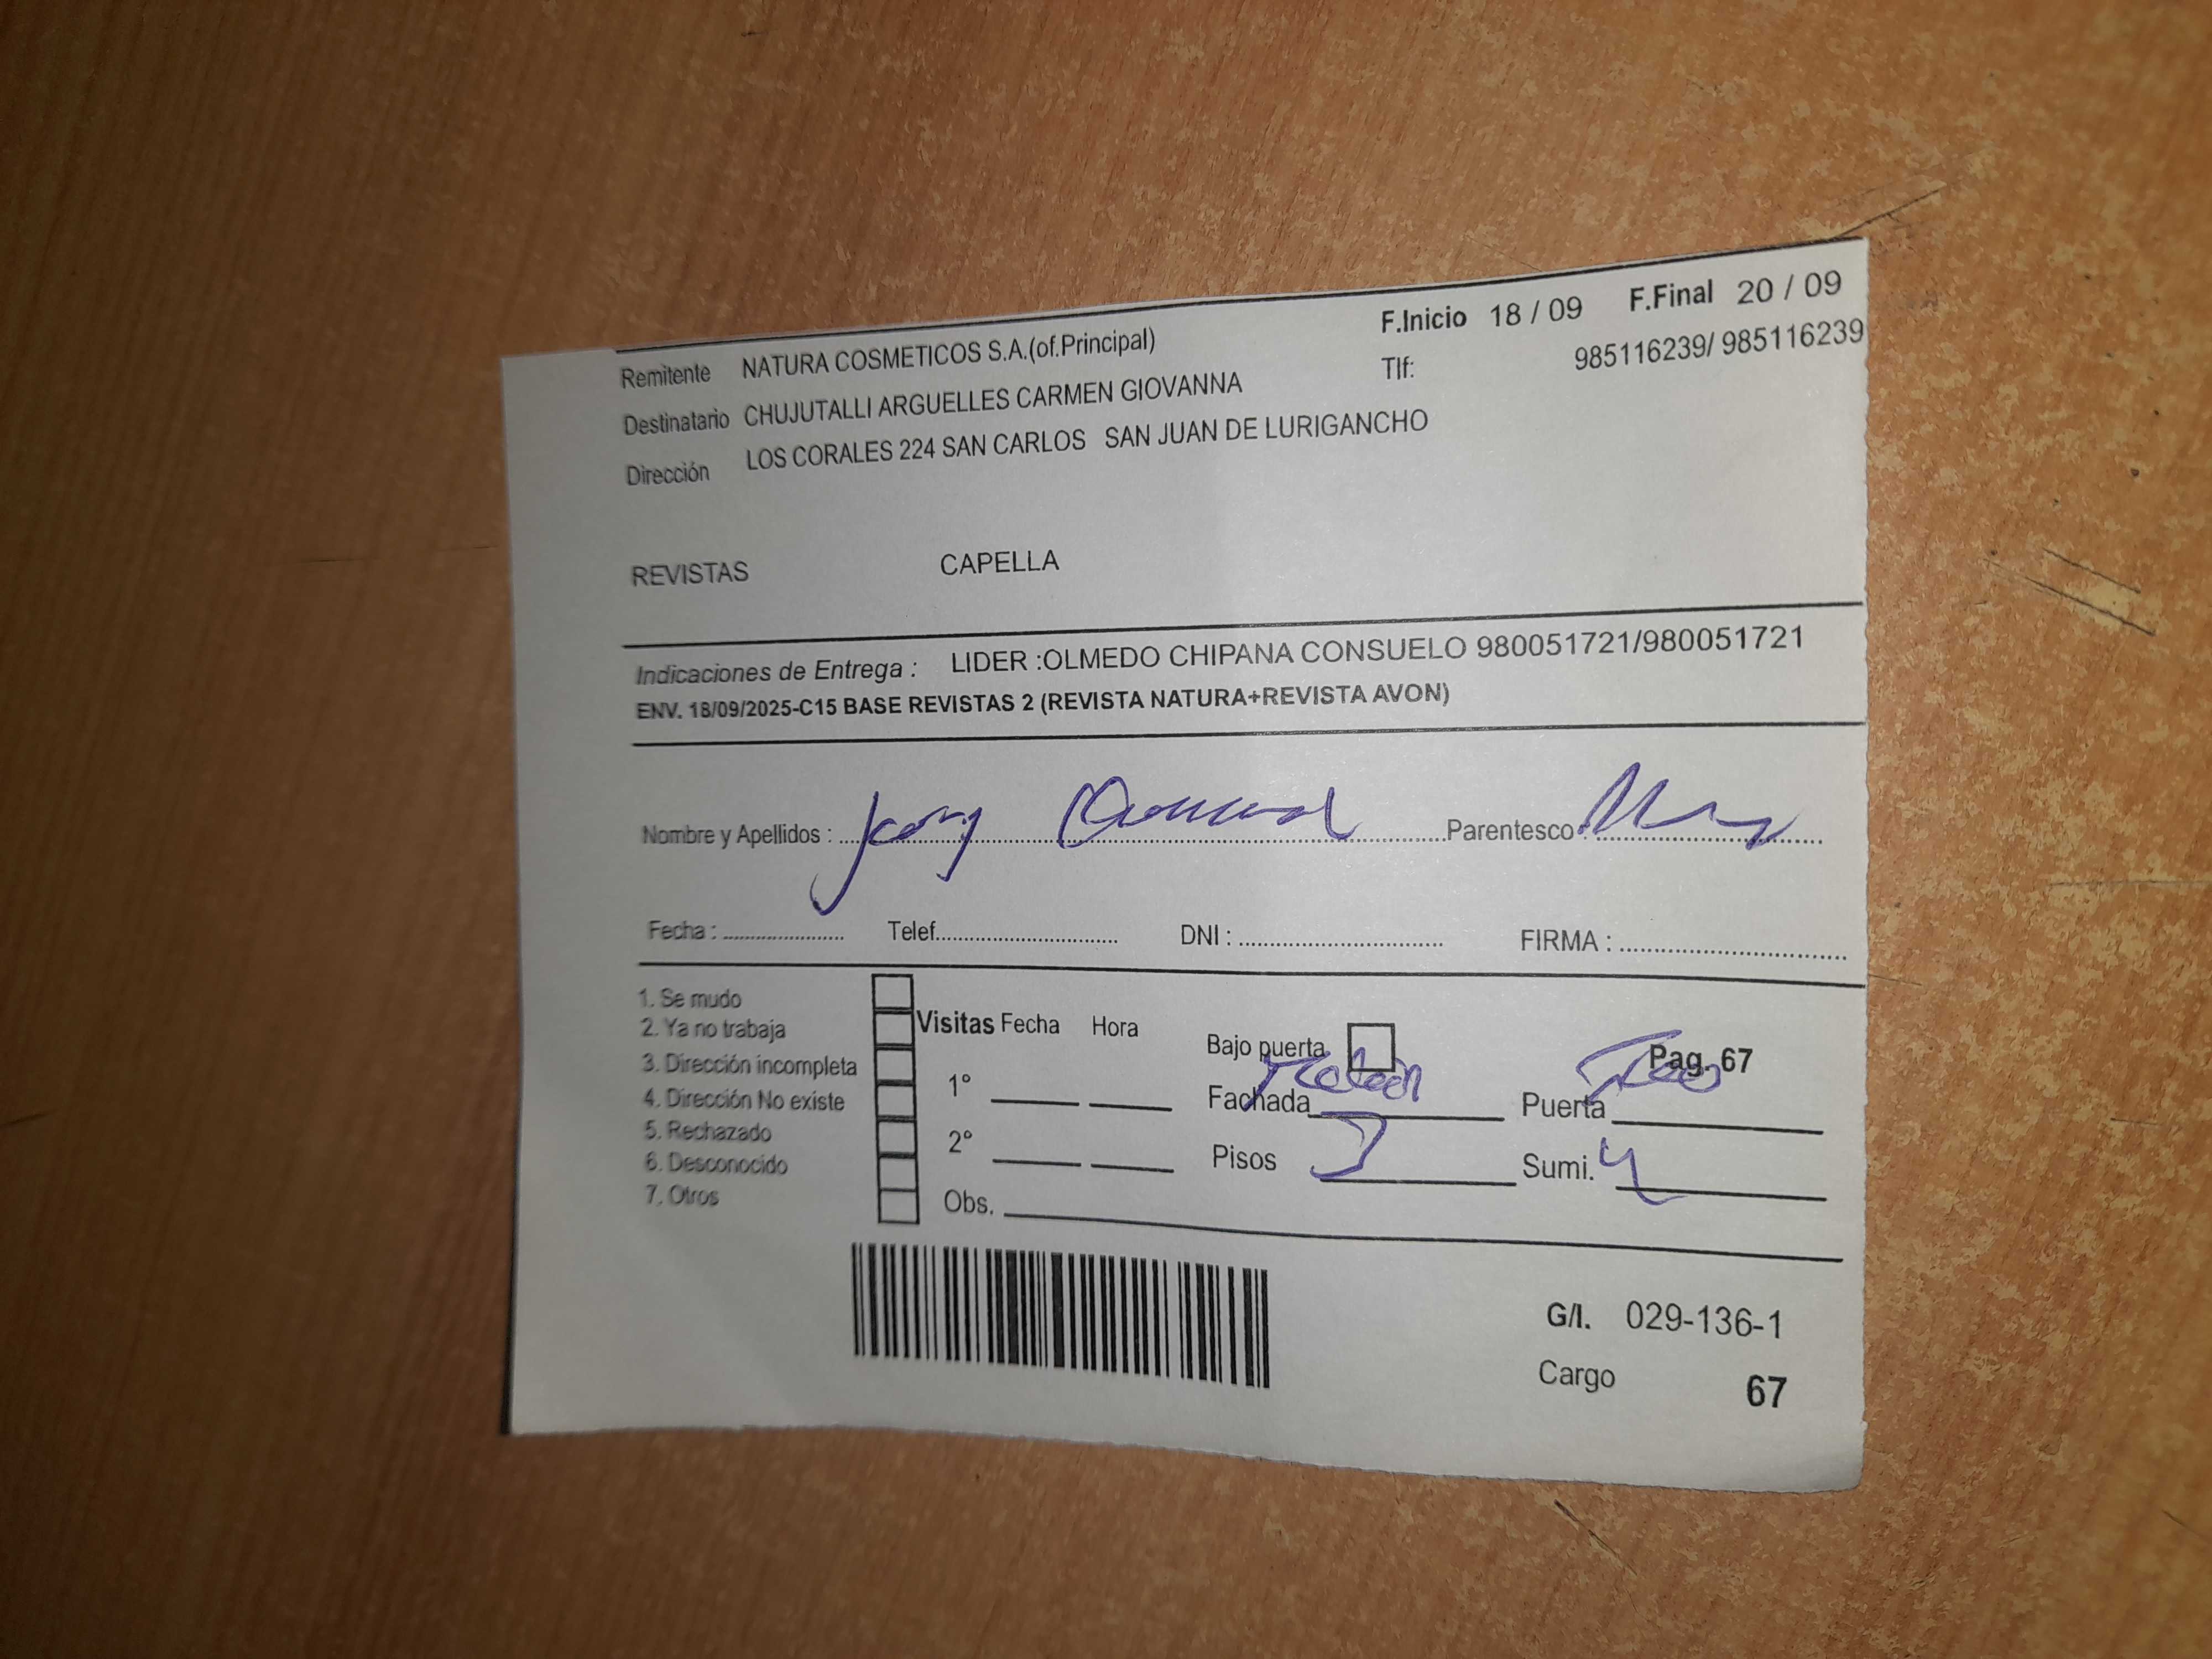 F.Inicio 18 / 09 F.Final 20 / 09
Remitente NATURA COSMETICOS S.A.(of.Principal) Tlf: 985116239/ 985116239
Destinatario CHUJUTALLI ARGUELLES CARMEN GIOVANNA
Dirección LOS CORALES 224 SAN CARLOS SAN JUAN DE LURIGANCHO
REVISTAS CAPELLA
Indicaciones de Entrega : LIDER :OLMEDO CHIPANA CONSUELO 980051721/980051721
ENV. 18/09/2025-C15 BASE REVISTAS 2 (REVISTA NATURA+REVISTA AVON)
Nombre y Apellidos : Parentesco :
Fecha : Telef. DNI : FIRMA :
1. Se mudo
2. Ya no trabaja
3. Dirección incompleta
4. Dirección No existe
5. Rechazado
6. Desconocido
7. Otros
Visitas Fecha Hora
1°
2°
Obs.
Bajo puerta Pag. 67
Fachada Puerta
Pisos 3 Sumi. 4
G/I. 029-136-1
Cargo 67